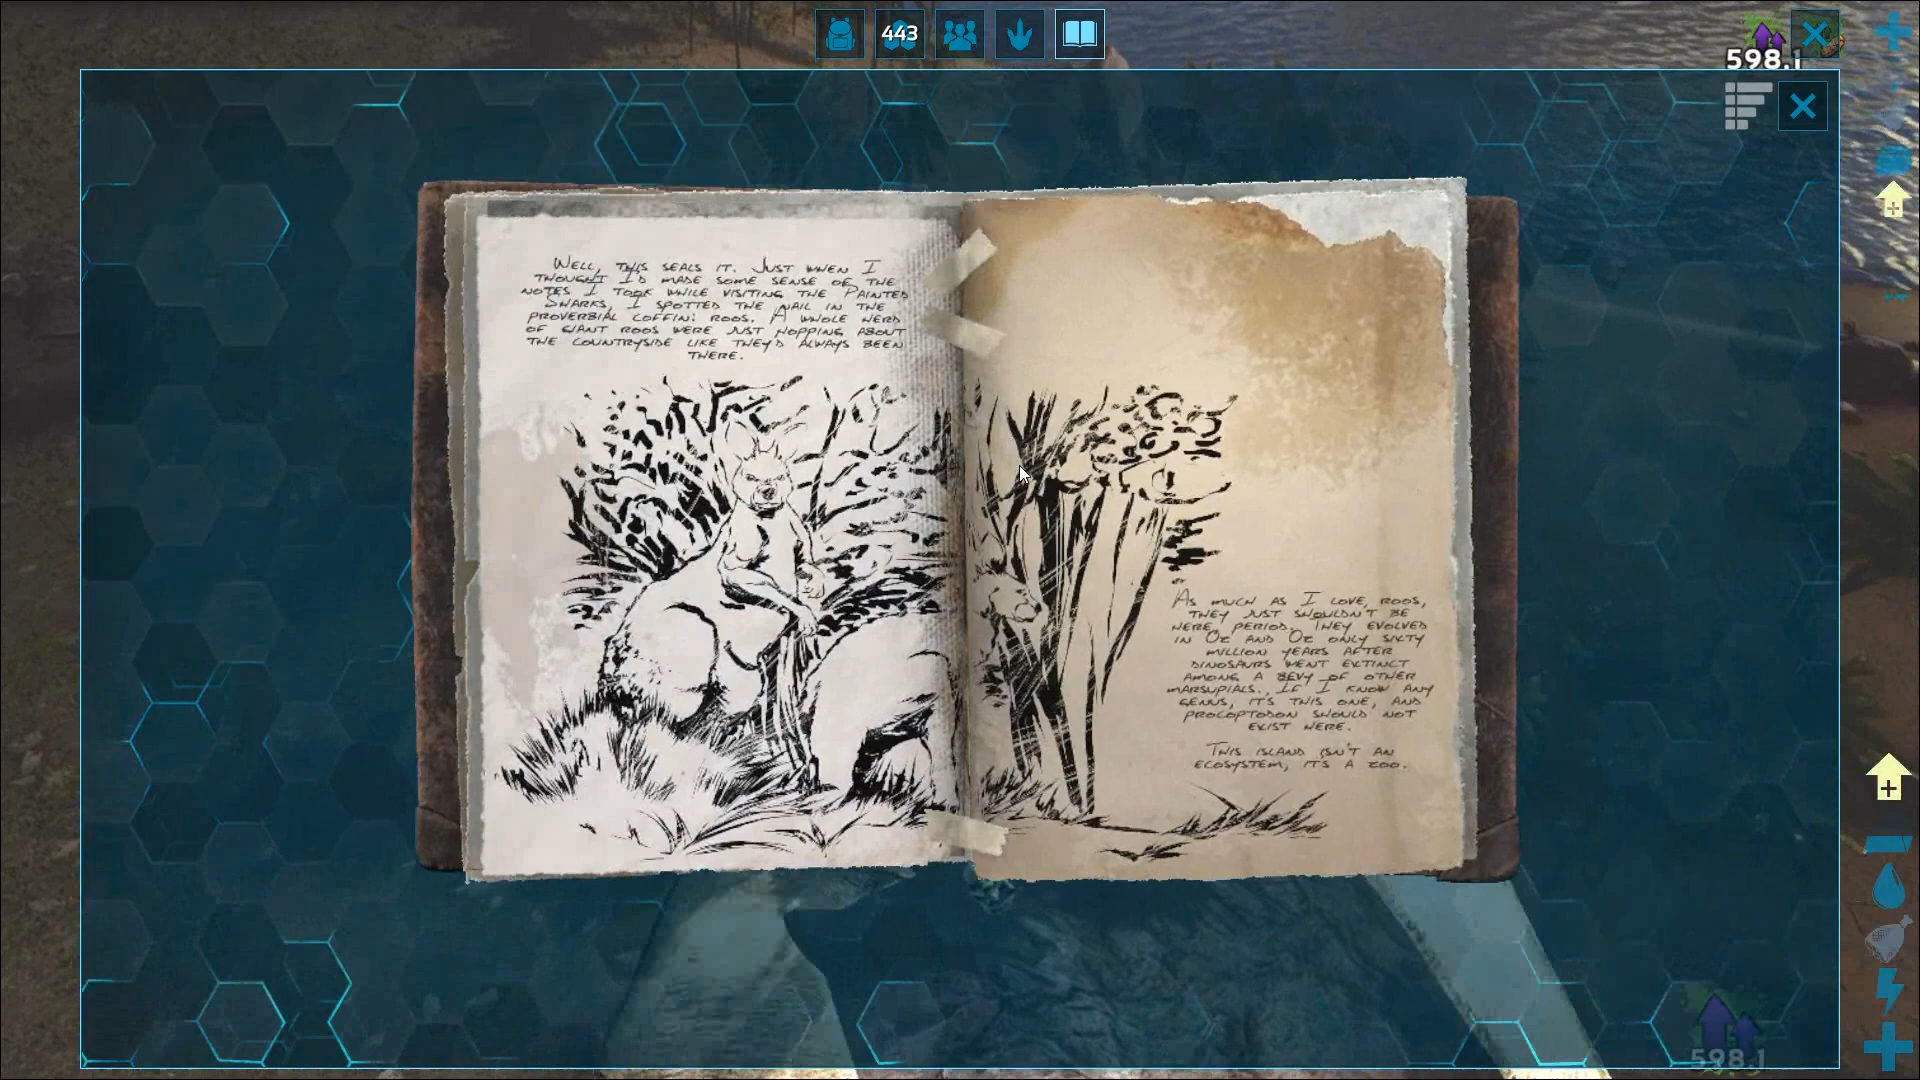 443
598.1
WELL, THIS SEALS IT. JUST WHEN I
THOUGHT I'D MADE SOME SENSE OF THE
NOTES I TOOK WHILE VISITING THE PAINTED
SHARKS, I SPOTTED THE NAIL IN THE
PROVERBIAL COFFIN: ROOS. A WHOLE HERD
OF GIANT ROOS WERE JUST HOPPING ABOUT
THE COUNTRYSIDE LIKE THEY'D ALWAYS BEEN
THERE.
AS MUCH AS I LOVE ROOS,
THEY JUST SHOULDN'T BE
HERE, PERIOD. THEY EVOLVED
IN OZ AND OZ ONLY SIXTY
MILLION YEARS AFTER
DINOSAURS WENT EXTINCT
AMONG A BEVY OF OTHER
MARSUPIALS. IF I KNOW ANY
GENUS, IT'S THIS ONE, AND
PROCOPTODON SHOULD NOT
EXIST HERE.
THIS ISLAND ISN'T AN
ECOSYSTEM, IT'S A ZOO.
598.1